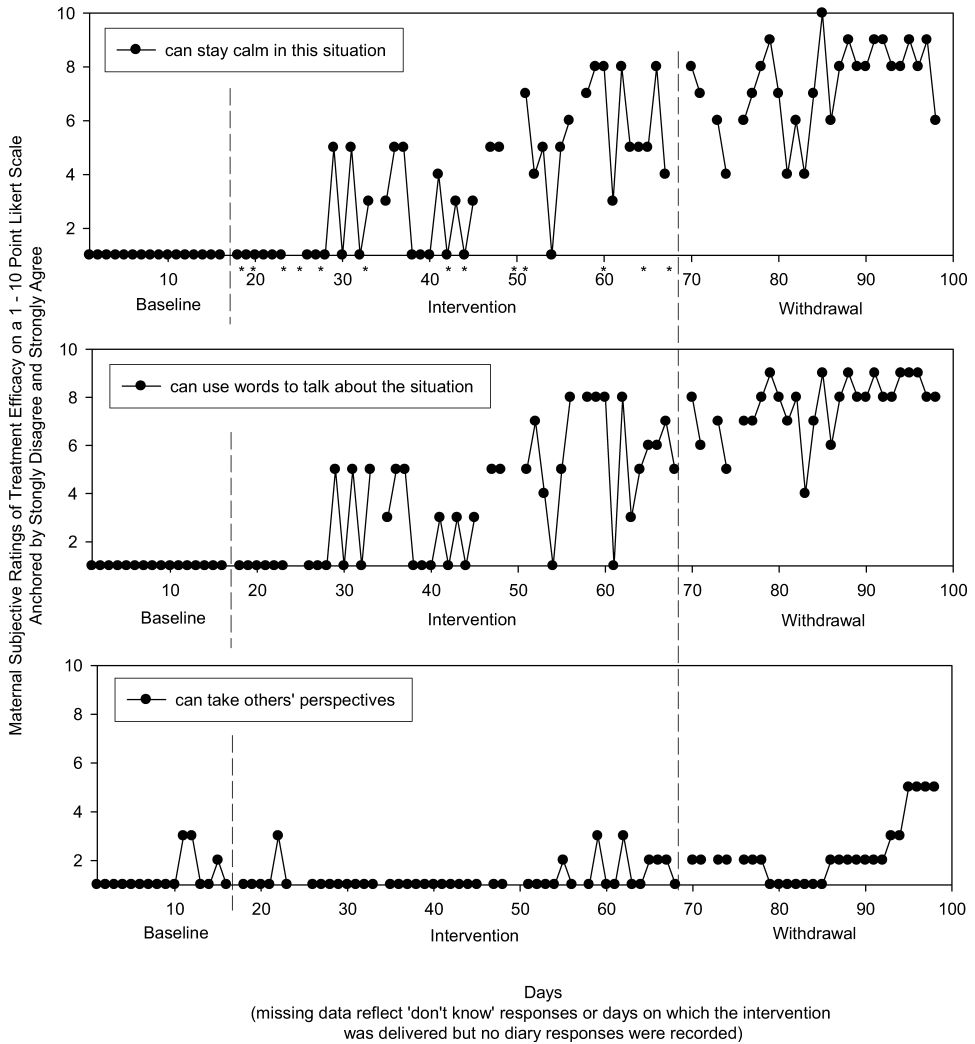 Maternal Subjective Ratings of Treatment Efficacy on a 1 - 10 Point Likert Scale
Anchored by Stongly Disagree and Strongly Agree
can stay calm in this situation
10
8
6
4
2
* * * * * * * * * * * * *
10 20 30 40 50 60 70 80 90 100
Baseline Intervention Withdrawal
can use words to talk about the situation
10
8
6
4
2
10 20 30 40 50 60 70 80 90 100
Baseline Intervention Withdrawal
can take others' perspectives
10
8
6
4
2
10 20 30 40 50 60 70 80 90 100
Baseline Intervention Withdrawal
Days
(missing data reflect 'don't know' responses or days on which the intervention
was delivered but no diary responses were recorded)